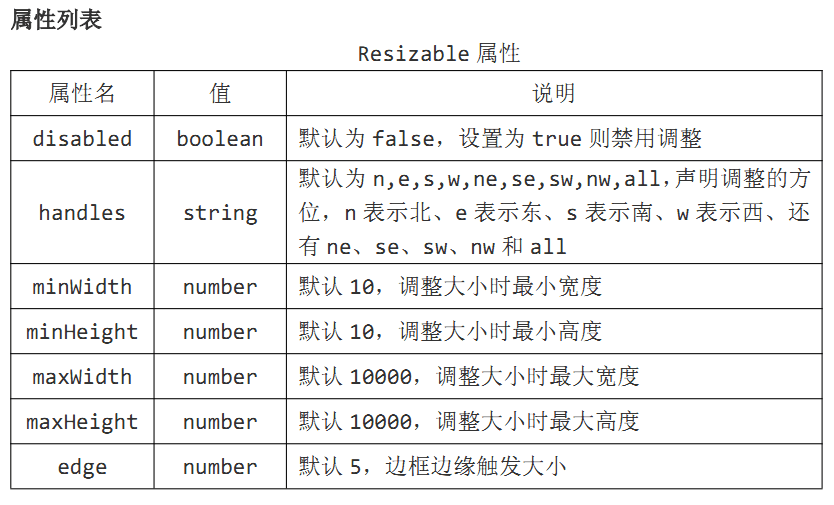 属性列表
Resizable 属性
属性名 值 说明
disabled boolean 默认为 false，设置为 true 则禁用调整
handles string 默认为 n,e,s,w,ne,se,sw,nw,all，声明调整的方
位，n 表示北、e 表示东、s 表示南、w 表示西、还
有 ne、se、sw、nw 和 all
minWidth number 默认 10，调整大小时最小宽度
minHeight number 默认 10，调整大小时最小高度
maxWidth number 默认 10000，调整大小时最大宽度
maxHeight number 默认 10000，调整大小时最大高度
edge number 默认 5，边框边缘触发大小